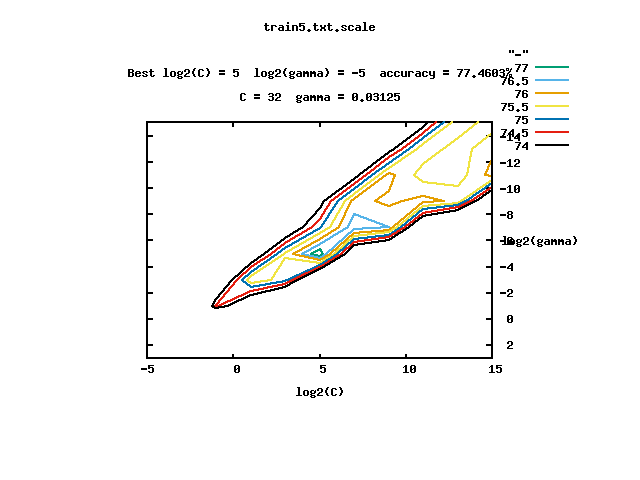 train5.txt.scale
"-"
Best log2(C) = 5  log2(gamma) = -5  accuracy = 77.4603%
C = 32  gamma = 0.03125
77
76.5
76
75.5
75
74.5
74
-14
-12
-10
-8
-6
log2(gamma)
-4
-2
0
2
-5 0 5 10 15
log2(C)